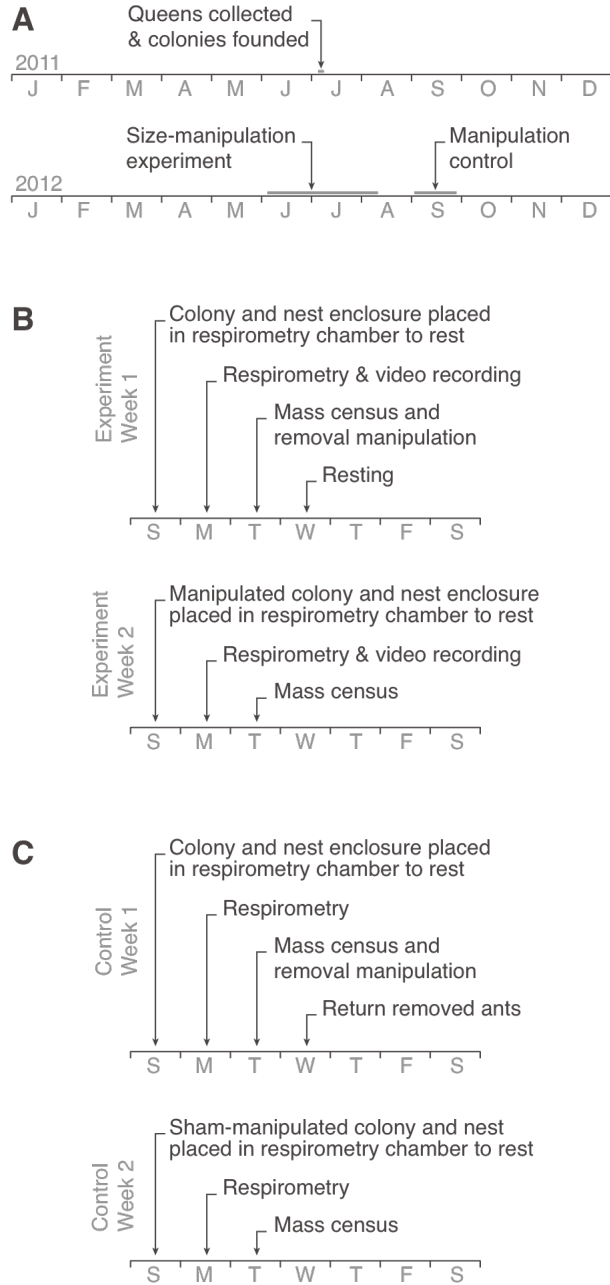 A
Queens collected
& colonies founded
2011
J F M A M J J A S O N D
Size-manipulation
experiment
Manipulation
control
2012
J F M A M J J A S O N D
B
Experiment
Week 1
Colony and nest enclosure placed
in respirometry chamber to rest
Respirometry & video recording
Mass census and
removal manipulation
Resting
S M T W T F S
Experiment
Week 2
Manipulated colony and nest enclosure
placed in respirometry chamber to rest
Respirometry & video recording
Mass census
S M T W T F S
C
Control
Week 1
Colony and nest enclosure placed
in respirometry chamber to rest
Respirometry
Mass census and
removal manipulation
Return removed ants
S M T W T F S
Control
Week 2
Sham-manipulated colony and nest
placed in respirometry chamber to rest
Respirometry
Mass census
S M T W T F S